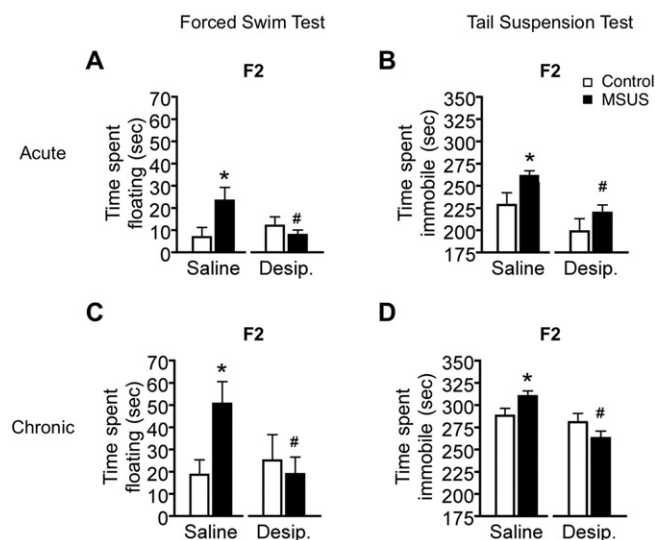 Forced Swim Test
Tail Suspension Test
Acute
A
F2
Time spent
floating (sec)
70
60
50
40
30
20
10
0
*
#
Saline
Desip.
B
F2
Control
MSUS
Time spent
immobile (sec)
350
325
300
275
250
225
200
175
*
#
Saline
Desip.
Chronic
C
F2
Time spent
floating (sec)
70
60
50
40
30
20
10
0
*
#
Saline
Desip.
D
F2
Time spent
immobile (sec)
350
325
300
275
250
225
200
175
*
#
Saline
Desip.